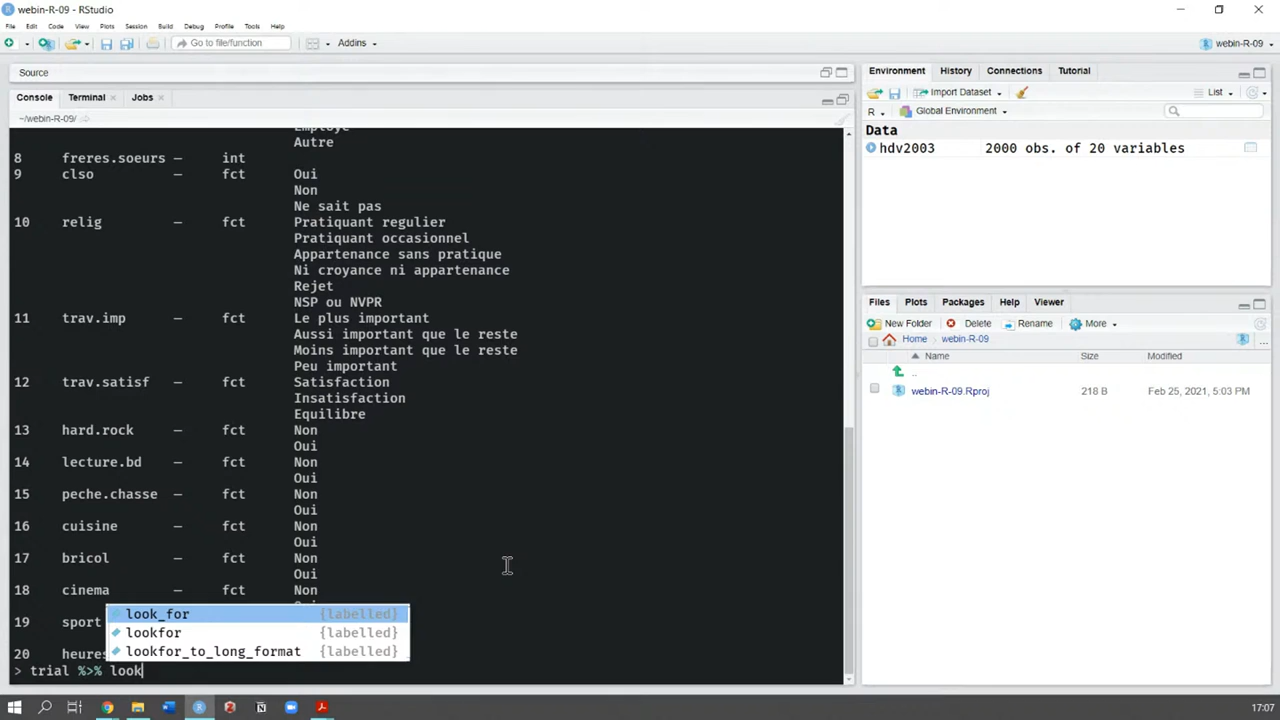 webin-R-09 - RStudio
File Edit Code View Plots Session Build Debug Profile Tools Help
Go to file/function Addins webin-R-09
Source
Console Terminal Jobs
~/webin-R-09/
Employe
Autre
8 freres.soeurs — int
9 clso — fct Oui
Non
Ne sait pas
10 relig — fct Pratiquant regulier
Pratiquant occasionnel
Appartenance sans pratique
Ni croyance ni appartenance
Rejet
NSP ou NVPR
11 trav.imp — fct Le plus important
Aussi important que le reste
Moins important que le reste
Peu important
12 trav.satisf — fct Satisfaction
Insatisfaction
Equilibre
13 hard.rock — fct Non
Oui
14 lecture.bd — fct Non
Oui
15 peche.chasse — fct Non
Oui
16 cuisine — fct Non
Oui
17 bricol — fct Non
Oui
18 cinema — fct Non
look_for {labelled}
19 sport
lookfor {labelled}
lookfor_to_long_format {labelled}
20 heures
> trial %>% look
Environment History Connections Tutorial
Import Dataset List
R Global Environment
Data
hdv2003 2000 obs. of 20 variables
Files Plots Packages Help Viewer
New Folder Delete Rename More
Home webin-R-09
Name Size Modified
..
webin-R-09.Rproj 218 B Feb 25, 2021, 5:03 PM
17:07